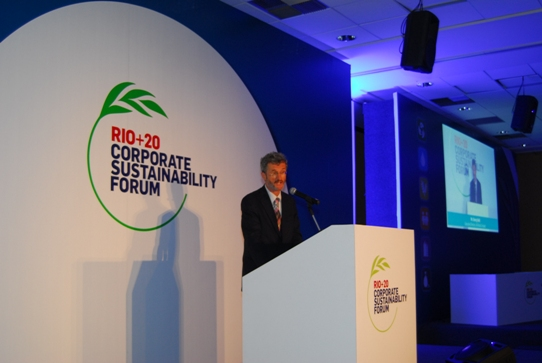 RIO+20
CORPORATE
SUSTAINABILITY
FORUM
RIO+20
CORPORATE
SUSTAINABILITY
FORUM